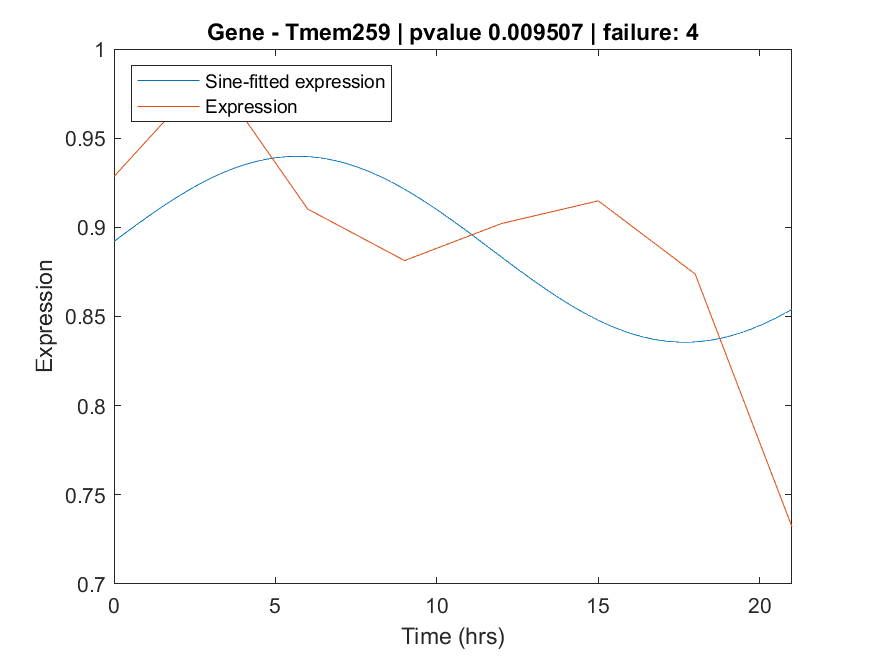 Gene - Tmem259 | pvalue 0.009507 | failure: 4
1
Sine-fitted expression
Expression
0.95
0.9
0.85
0.8
0.75
0.7
Expression
0 5 10 15 20
Time (hrs)